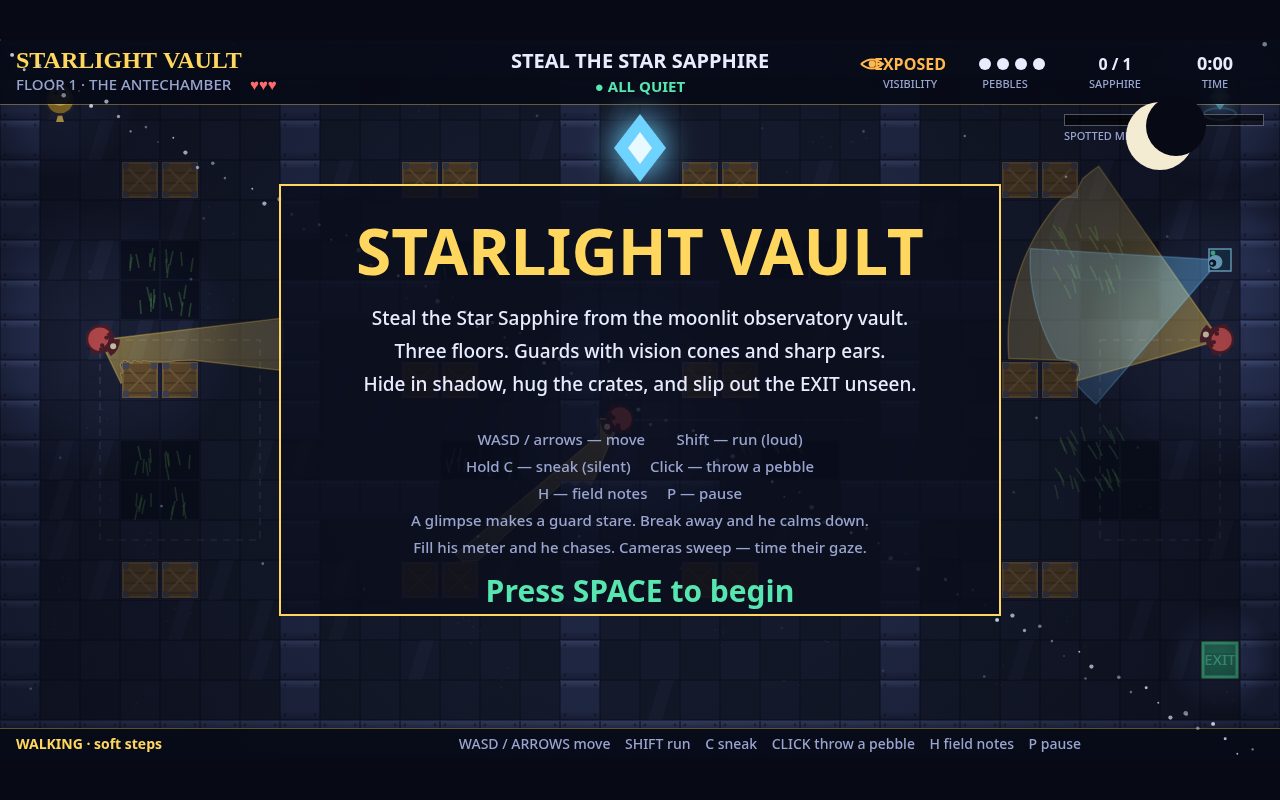 STARLIGHT VAULT
FLOOR 1 · THE ANTECHAMBER ♥♥♥
STEAL THE STAR SAPPHIRE
● ALL QUIET
EXPOSED
VISIBILITY
PEBBLES
0 / 1
SAPPHIRE
0:00
TIME
SPOTTED
STARLIGHT VAULT
Steal the Star Sapphire from the moonlit observatory vault.
Three floors. Guards with vision cones and sharp ears.
Hide in shadow, hug the crates, and slip out the EXIT unseen.
WASD / arrows — move Shift — run (loud)
Hold C — sneak (silent) Click — throw a pebble
H — field notes P — pause
A glimpse makes a guard stare. Break away and he calms down.
Fill his meter and he chases. Cameras sweep — time their gaze.
Press SPACE to begin
EXIT
WALKING · soft steps
WASD / ARROWS move SHIFT run C sneak CLICK throw a pebble H field notes P pause